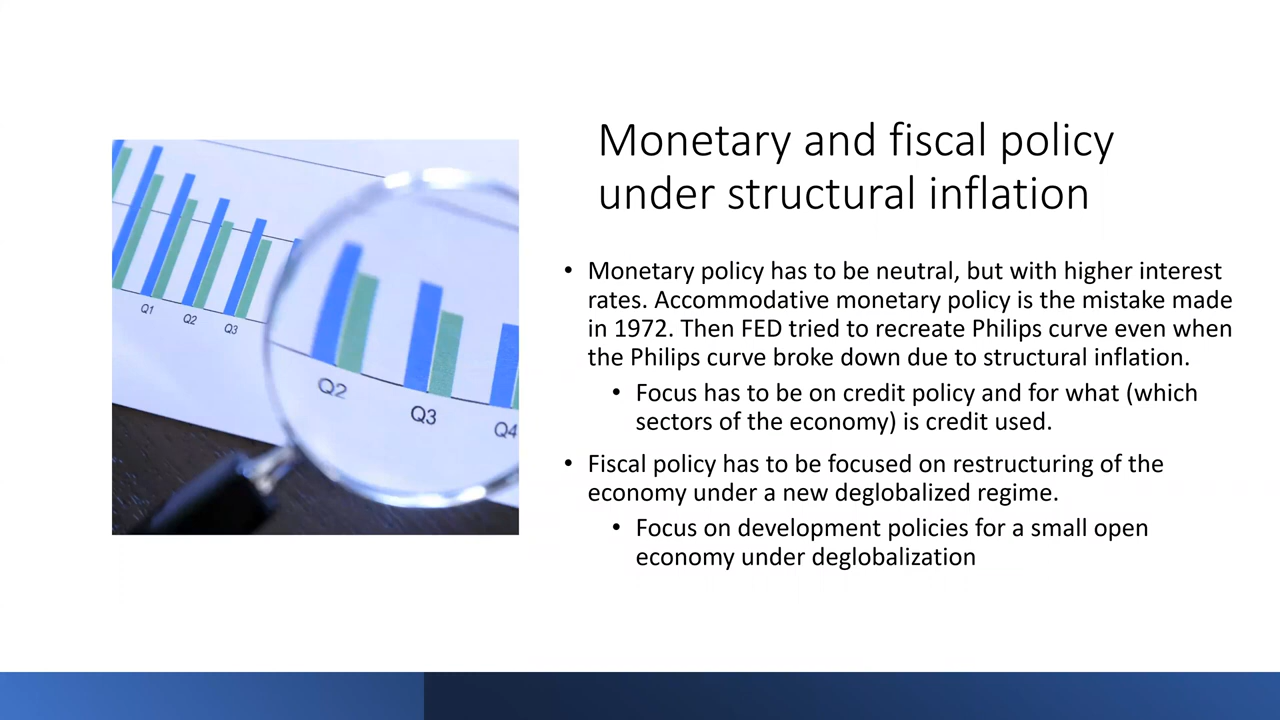 Monetary and fiscal policy
under structural inflation
Q1
Q2
Q3
Q2
Q3
Q4
• Monetary policy has to be neutral, but with higher interest
rates. Accommodative monetary policy is the mistake made
in 1972. Then FED tried to recreate Philips curve even when
the Philips curve broke down due to structural inflation.
• Focus has to be on credit policy and for what (which
sectors of the economy) is credit used.
• Fiscal policy has to be focused on restructuring of the
economy under a new deglobalized regime.
• Focus on development policies for a small open
economy under deglobalization